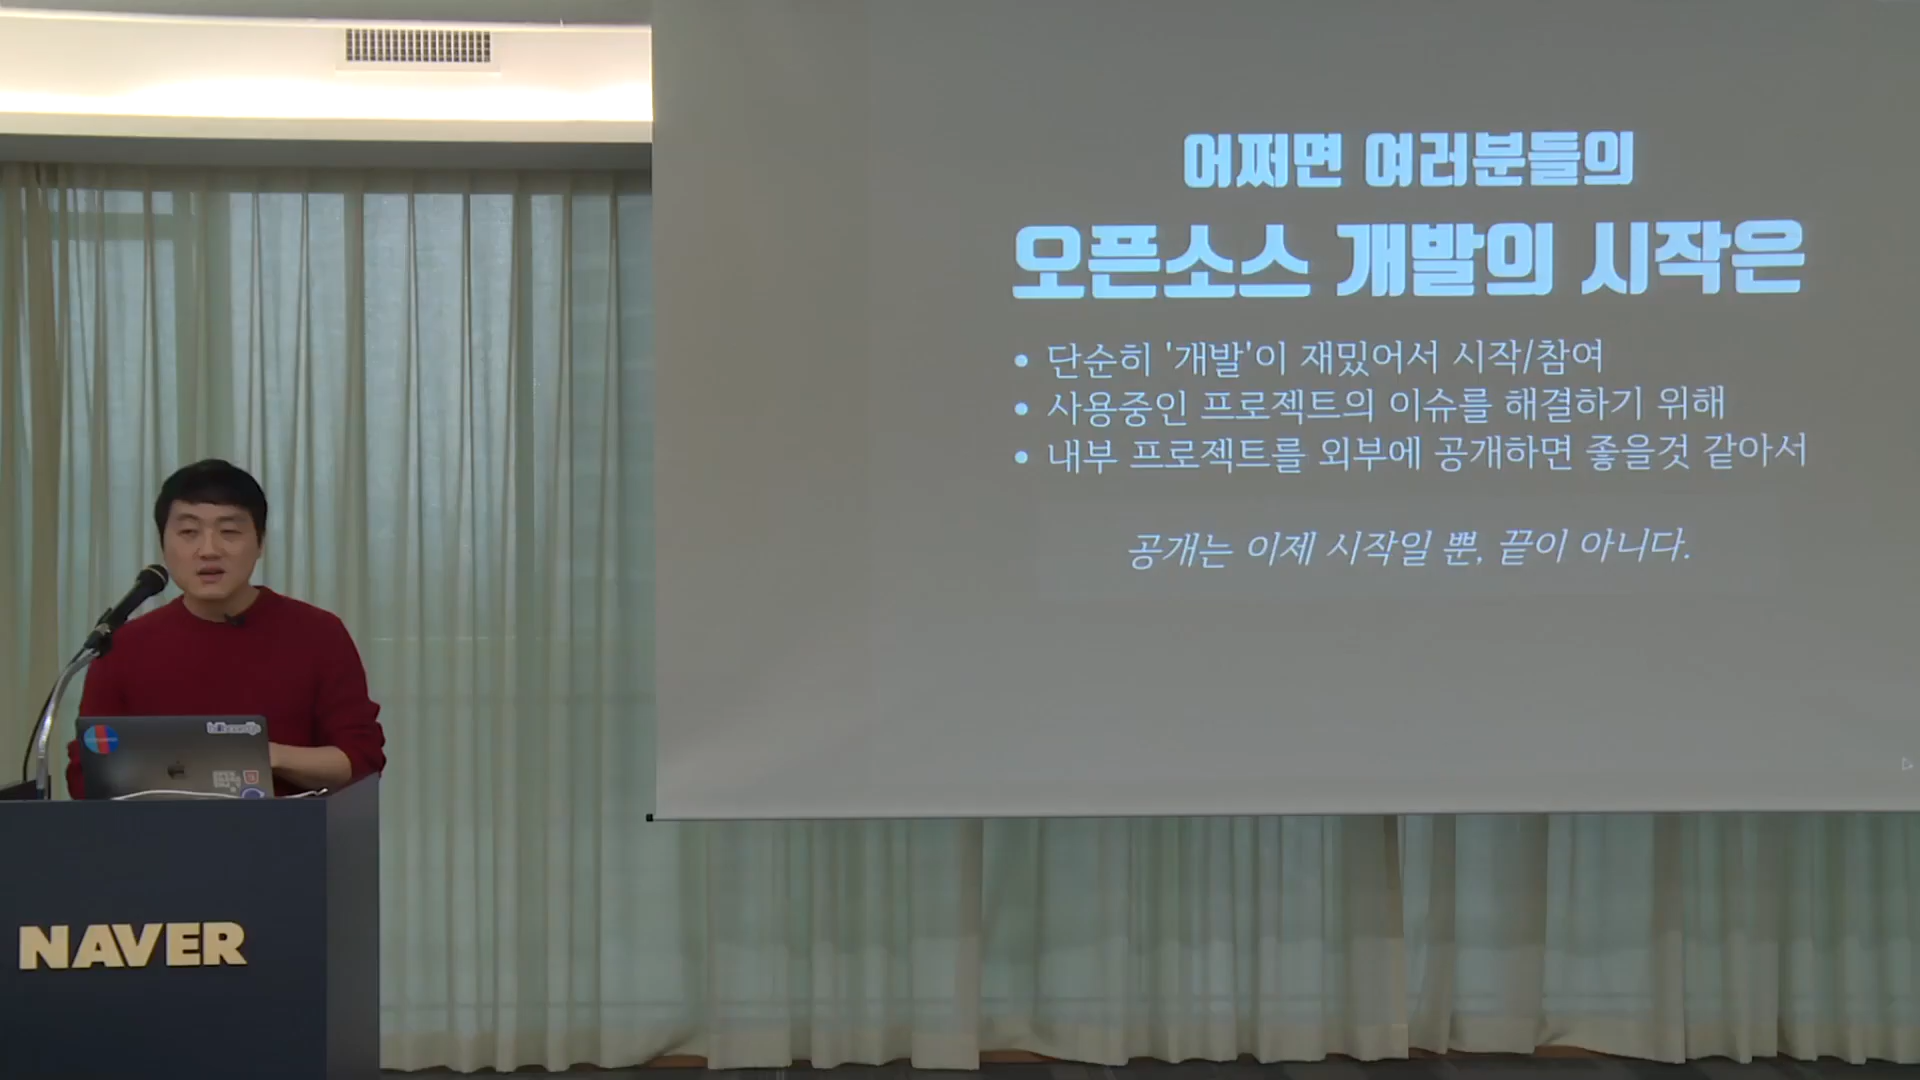 어쩌면 여러분들의
오픈소스 개발의 시작은
• 단순히 '개발'이 재밌어서 시작/참여
• 사용중인 프로젝트의 이슈를 해결하기 위해
• 내부 프로젝트를 외부에 공개하면 좋을것 같아서
공개는 이제 시작일 뿐, 끝이 아니다.
NAVER